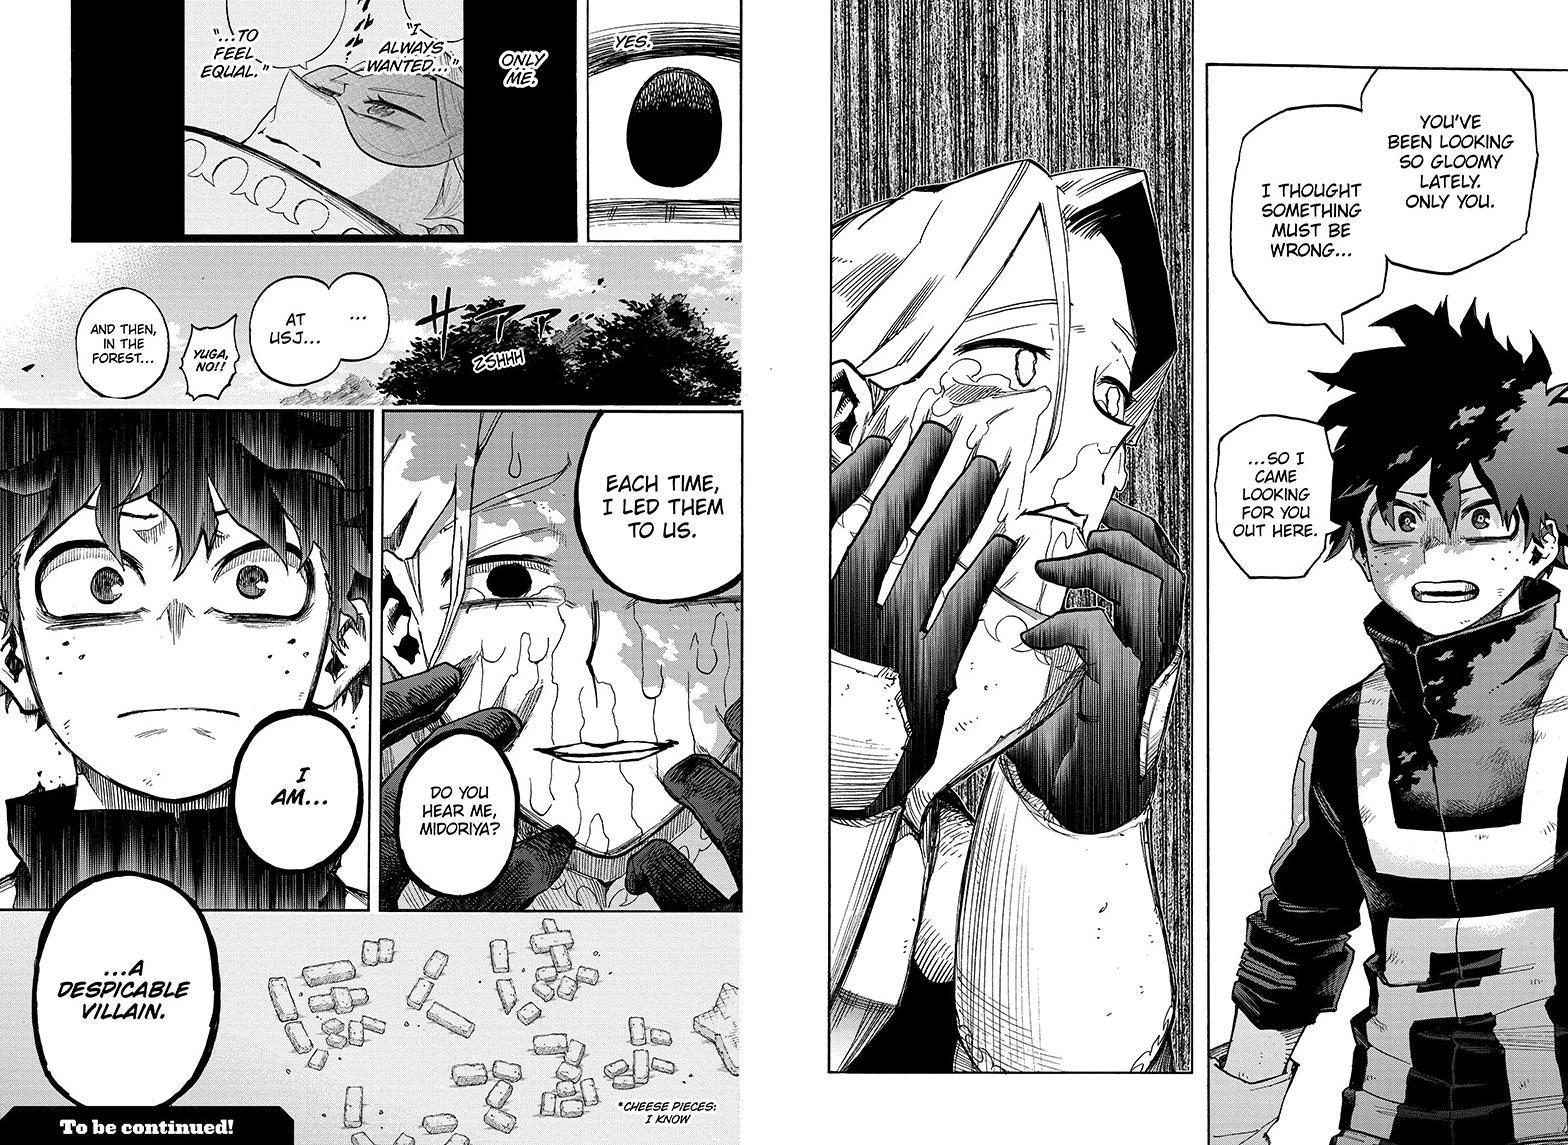 YOU'VE
BEEN LOOKING
SO GLOOMY
LATELY.
ONLY YOU.
I THOUGHT
SOMETHING
MUST BE
WRONG...
...SO I
CAME
LOOKING
FOR YOU
OUT HERE.
YES.
ONLY
ME.
"I
ALWAYS
WANTED..."
"...TO
FEEL
EQUAL."
サァァ
ZSHHH
...
AT
USJ...
YUGA,
NO!!
AND THEN,
IN THE
FOREST...
EACH TIME,
I LED THEM
TO US.
DO YOU
HEAR ME,
MIDORIYA?
I
AM...
...A
DESPICABLE
VILLAIN.
*CHEESE PIECES:
I KNOW
To be continued!